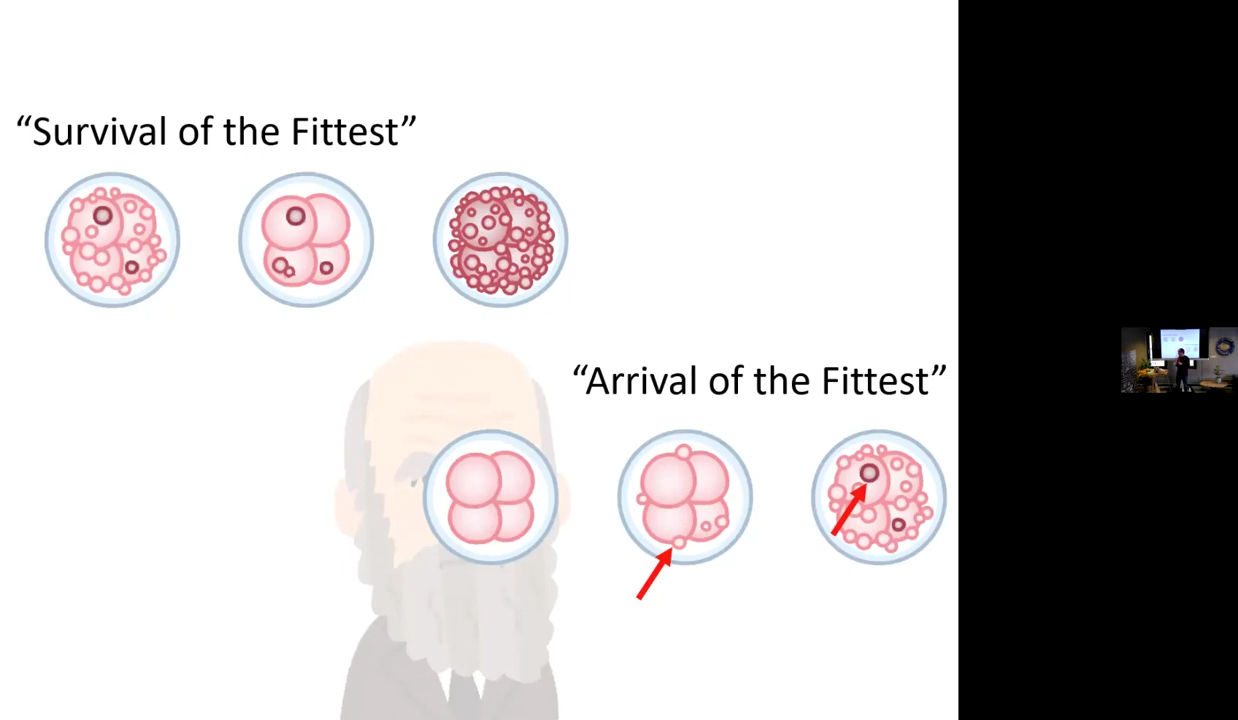 “Survival of the Fittest”
“Arrival of the Fittest”